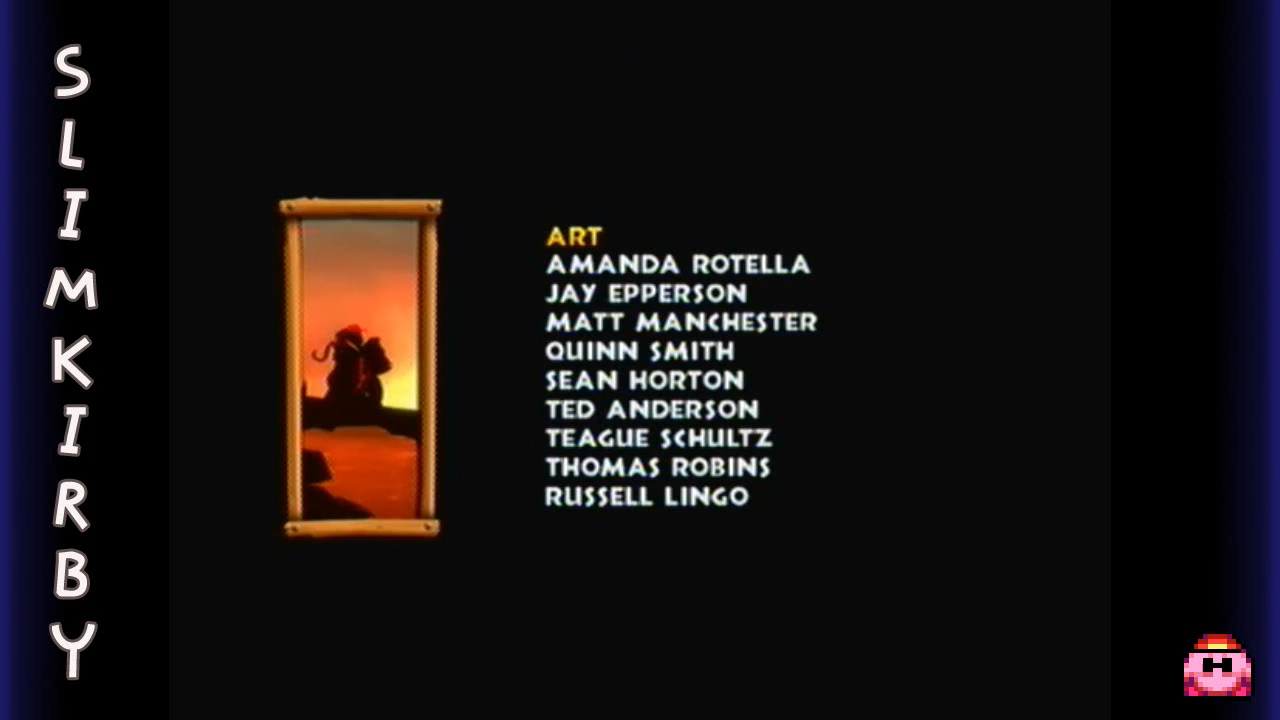 SLIMKIRBY
ART
AMANDA ROTELLA
JAY EPPERSON
MATT MANCHESTER
QUINN SMITH
SEAN HORTON
TED ANDERSON
TEAGUE SCHULTZ
THOMAS ROBINS
RUSSELL LINGO